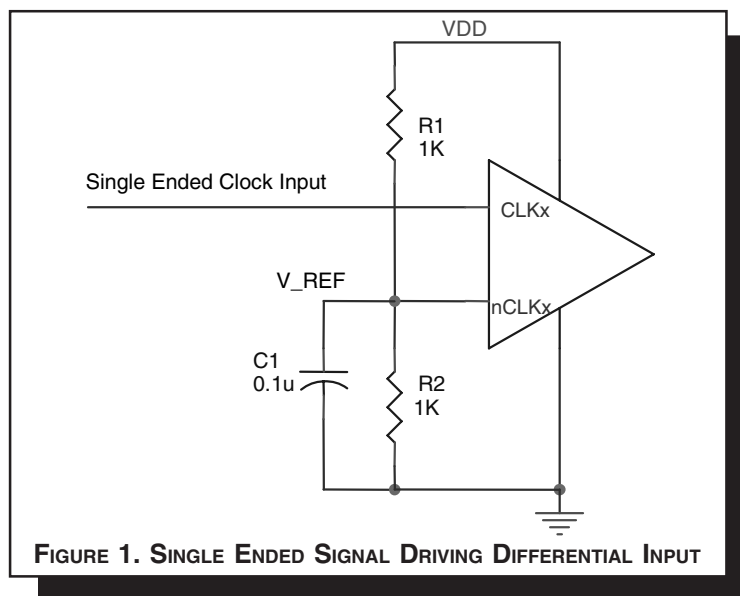 VDD
R1
1K
Single Ended Clock Input
CLKx
V_REF
nCLKx
C1
0.1u
R2
1K
FIGURE 1. SINGLE ENDED SIGNAL DRIVING DIFFERENTIAL INPUT